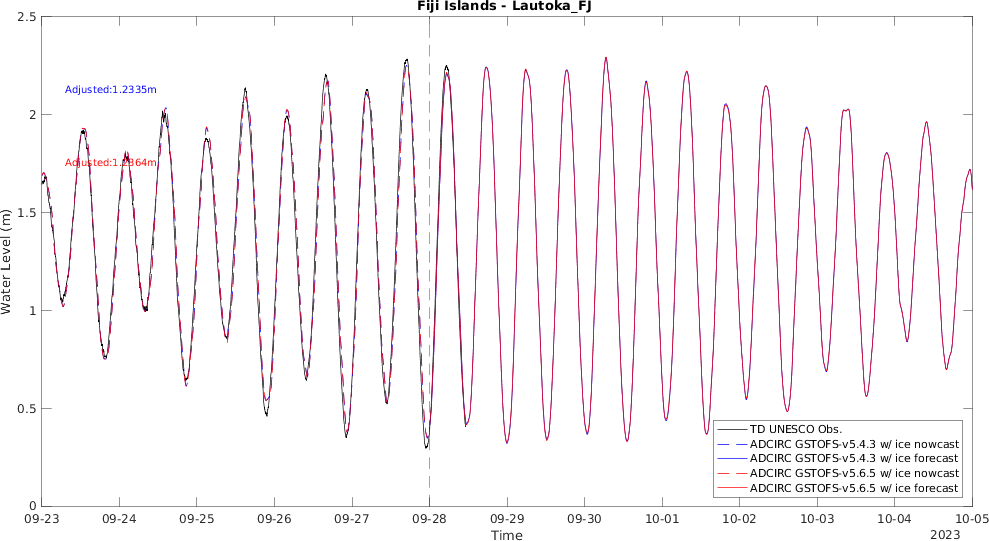 Fiji Islands - Lautoka_FJ
2.5
2
1.5
1
0.5
0
Water Level (m)
Adjusted:1.2335m
Adjusted:1.2364m
TD UNESCO Obs.
ADCIRC GSTOFS-v5.4.3 w/ ice nowcast
ADCIRC GSTOFS-v5.4.3 w/ ice forecast
ADCIRC GSTOFS-v5.6.5 w/ ice nowcast
ADCIRC GSTOFS-v5.6.5 w/ ice forecast
09-23 09-24 09-25 09-26 09-27 09-28 09-29 09-30 10-01 10-02 10-03 10-04 10-05
Time
2023